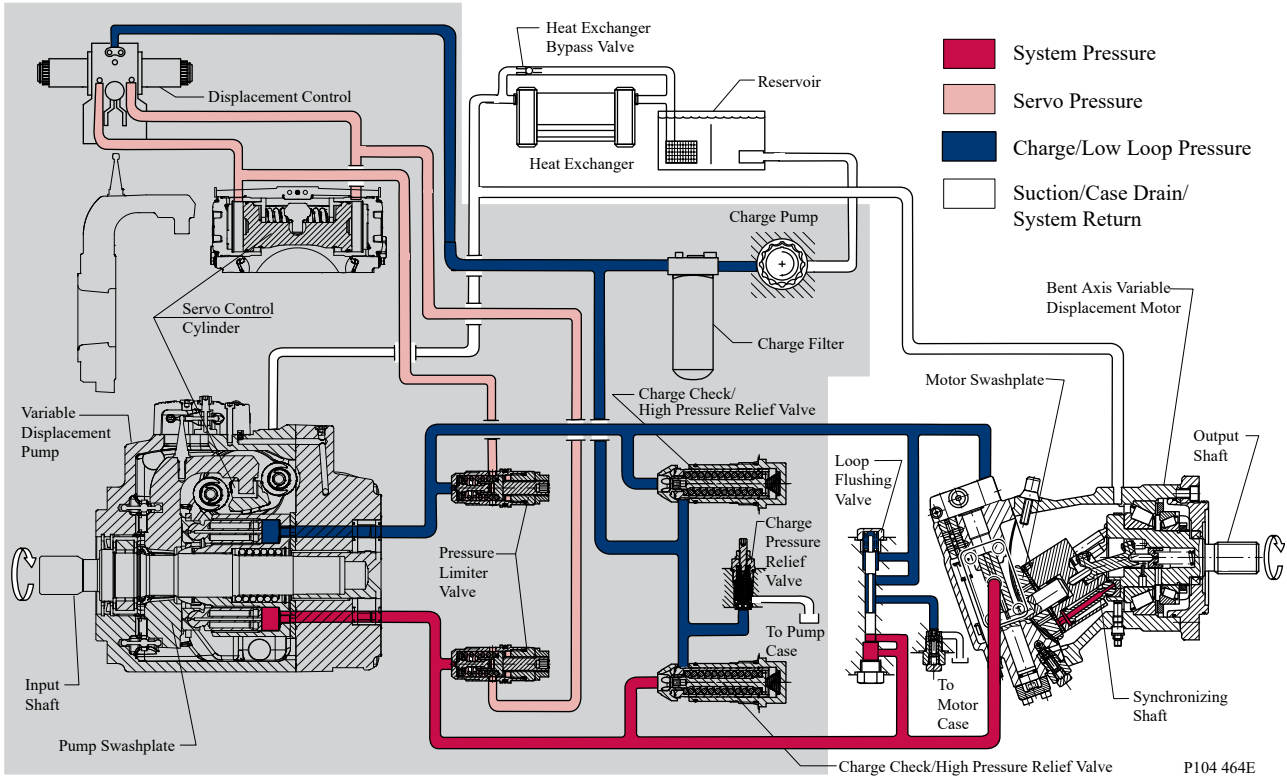 Heat Exchanger
Bypass Valve
Reservoir
Displacement Control
Heat Exchanger
System Pressure
Servo Pressure
Charge/Low Loop Pressure
Suction/Case Drain/
System Return
Charge Pump
Servo Control
Cylinder
Charge Filter
Bent Axis Variable
Displacement Motor
Motor Swashplate
Charge Check/
High Pressure Relief Valve
Variable
Displacement
Pump
Output
Shaft
Loop
Flushing
Valve
Pressure
Limiter
Valve
Charge
Pressure
Relief
Valve
To Pump
Case
To
Motor
Case
Input
Shaft
Synchronizing
Shaft
Pump Swashplate
Charge Check/High Pressure Relief Valve
P104 464E